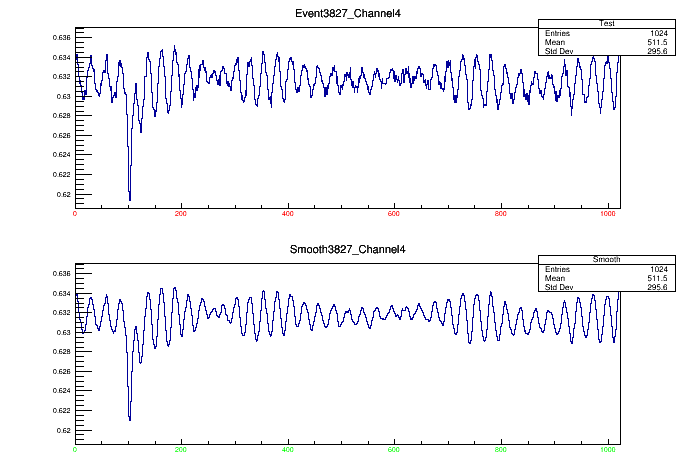 Event3827_Channel4
Test
Entries 1024
Mean 511.5
Std Dev 295.6
0.636
0.634
0.632
0.63
0.628
0.626
0.624
0.622
0.62
0 200 400 600 800 1000
Smooth3827_Channel4
Smooth
Entries 1024
Mean 511.5
Std Dev 295.6
0.636
0.634
0.632
0.63
0.628
0.626
0.624
0.622
0.62
0 200 400 600 800 1000